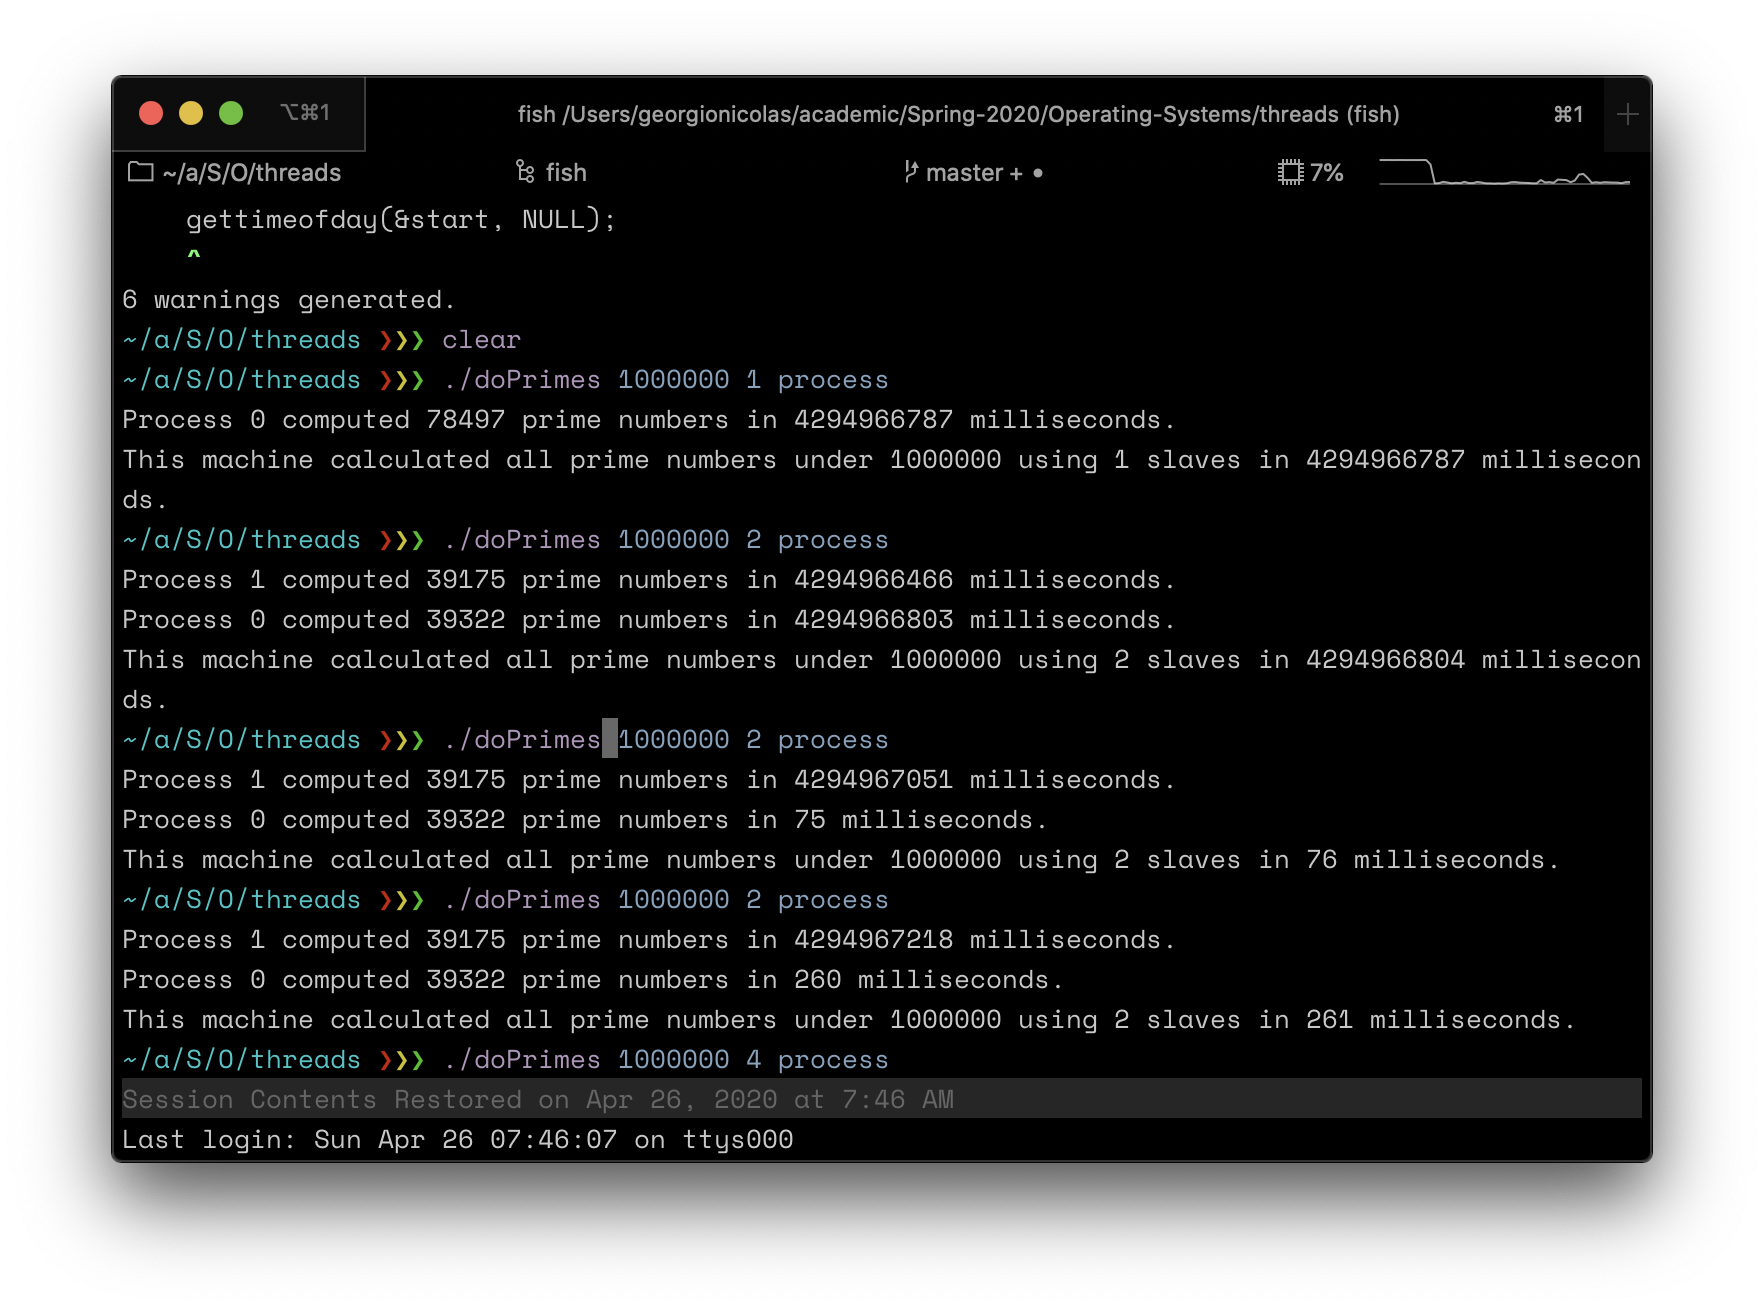 ⌥⌘1 fish /Users/georgionicolas/academic/Spring-2020/Operating-Systems/threads (fish) ⌘1 +
~/a/S/O/threads fish master + • 7%
gettimeofday(&start, NULL);
^
6 warnings generated.
~/a/S/O/threads ❯❯❯ clear
~/a/S/O/threads ❯❯❯ ./doPrimes 1000000 1 process
Process 0 computed 78497 prime numbers in 4294966787 milliseconds.
This machine calculated all prime numbers under 1000000 using 1 slaves in 4294966787 millisecon
ds.
~/a/S/O/threads ❯❯❯ ./doPrimes 1000000 2 process
Process 1 computed 39175 prime numbers in 4294966466 milliseconds.
Process 0 computed 39322 prime numbers in 4294966803 milliseconds.
This machine calculated all prime numbers under 1000000 using 2 slaves in 4294966804 millisecon
ds.
~/a/S/O/threads ❯❯❯ ./doPrimes 1000000 2 process
Process 1 computed 39175 prime numbers in 4294967051 milliseconds.
Process 0 computed 39322 prime numbers in 75 milliseconds.
This machine calculated all prime numbers under 1000000 using 2 slaves in 76 milliseconds.
~/a/S/O/threads ❯❯❯ ./doPrimes 1000000 2 process
Process 1 computed 39175 prime numbers in 4294967218 milliseconds.
Process 0 computed 39322 prime numbers in 260 milliseconds.
This machine calculated all prime numbers under 1000000 using 2 slaves in 261 milliseconds.
~/a/S/O/threads ❯❯❯ ./doPrimes 1000000 4 process
Session Contents Restored on Apr 26, 2020 at 7:46 AM
Last login: Sun Apr 26 07:46:07 on ttys000